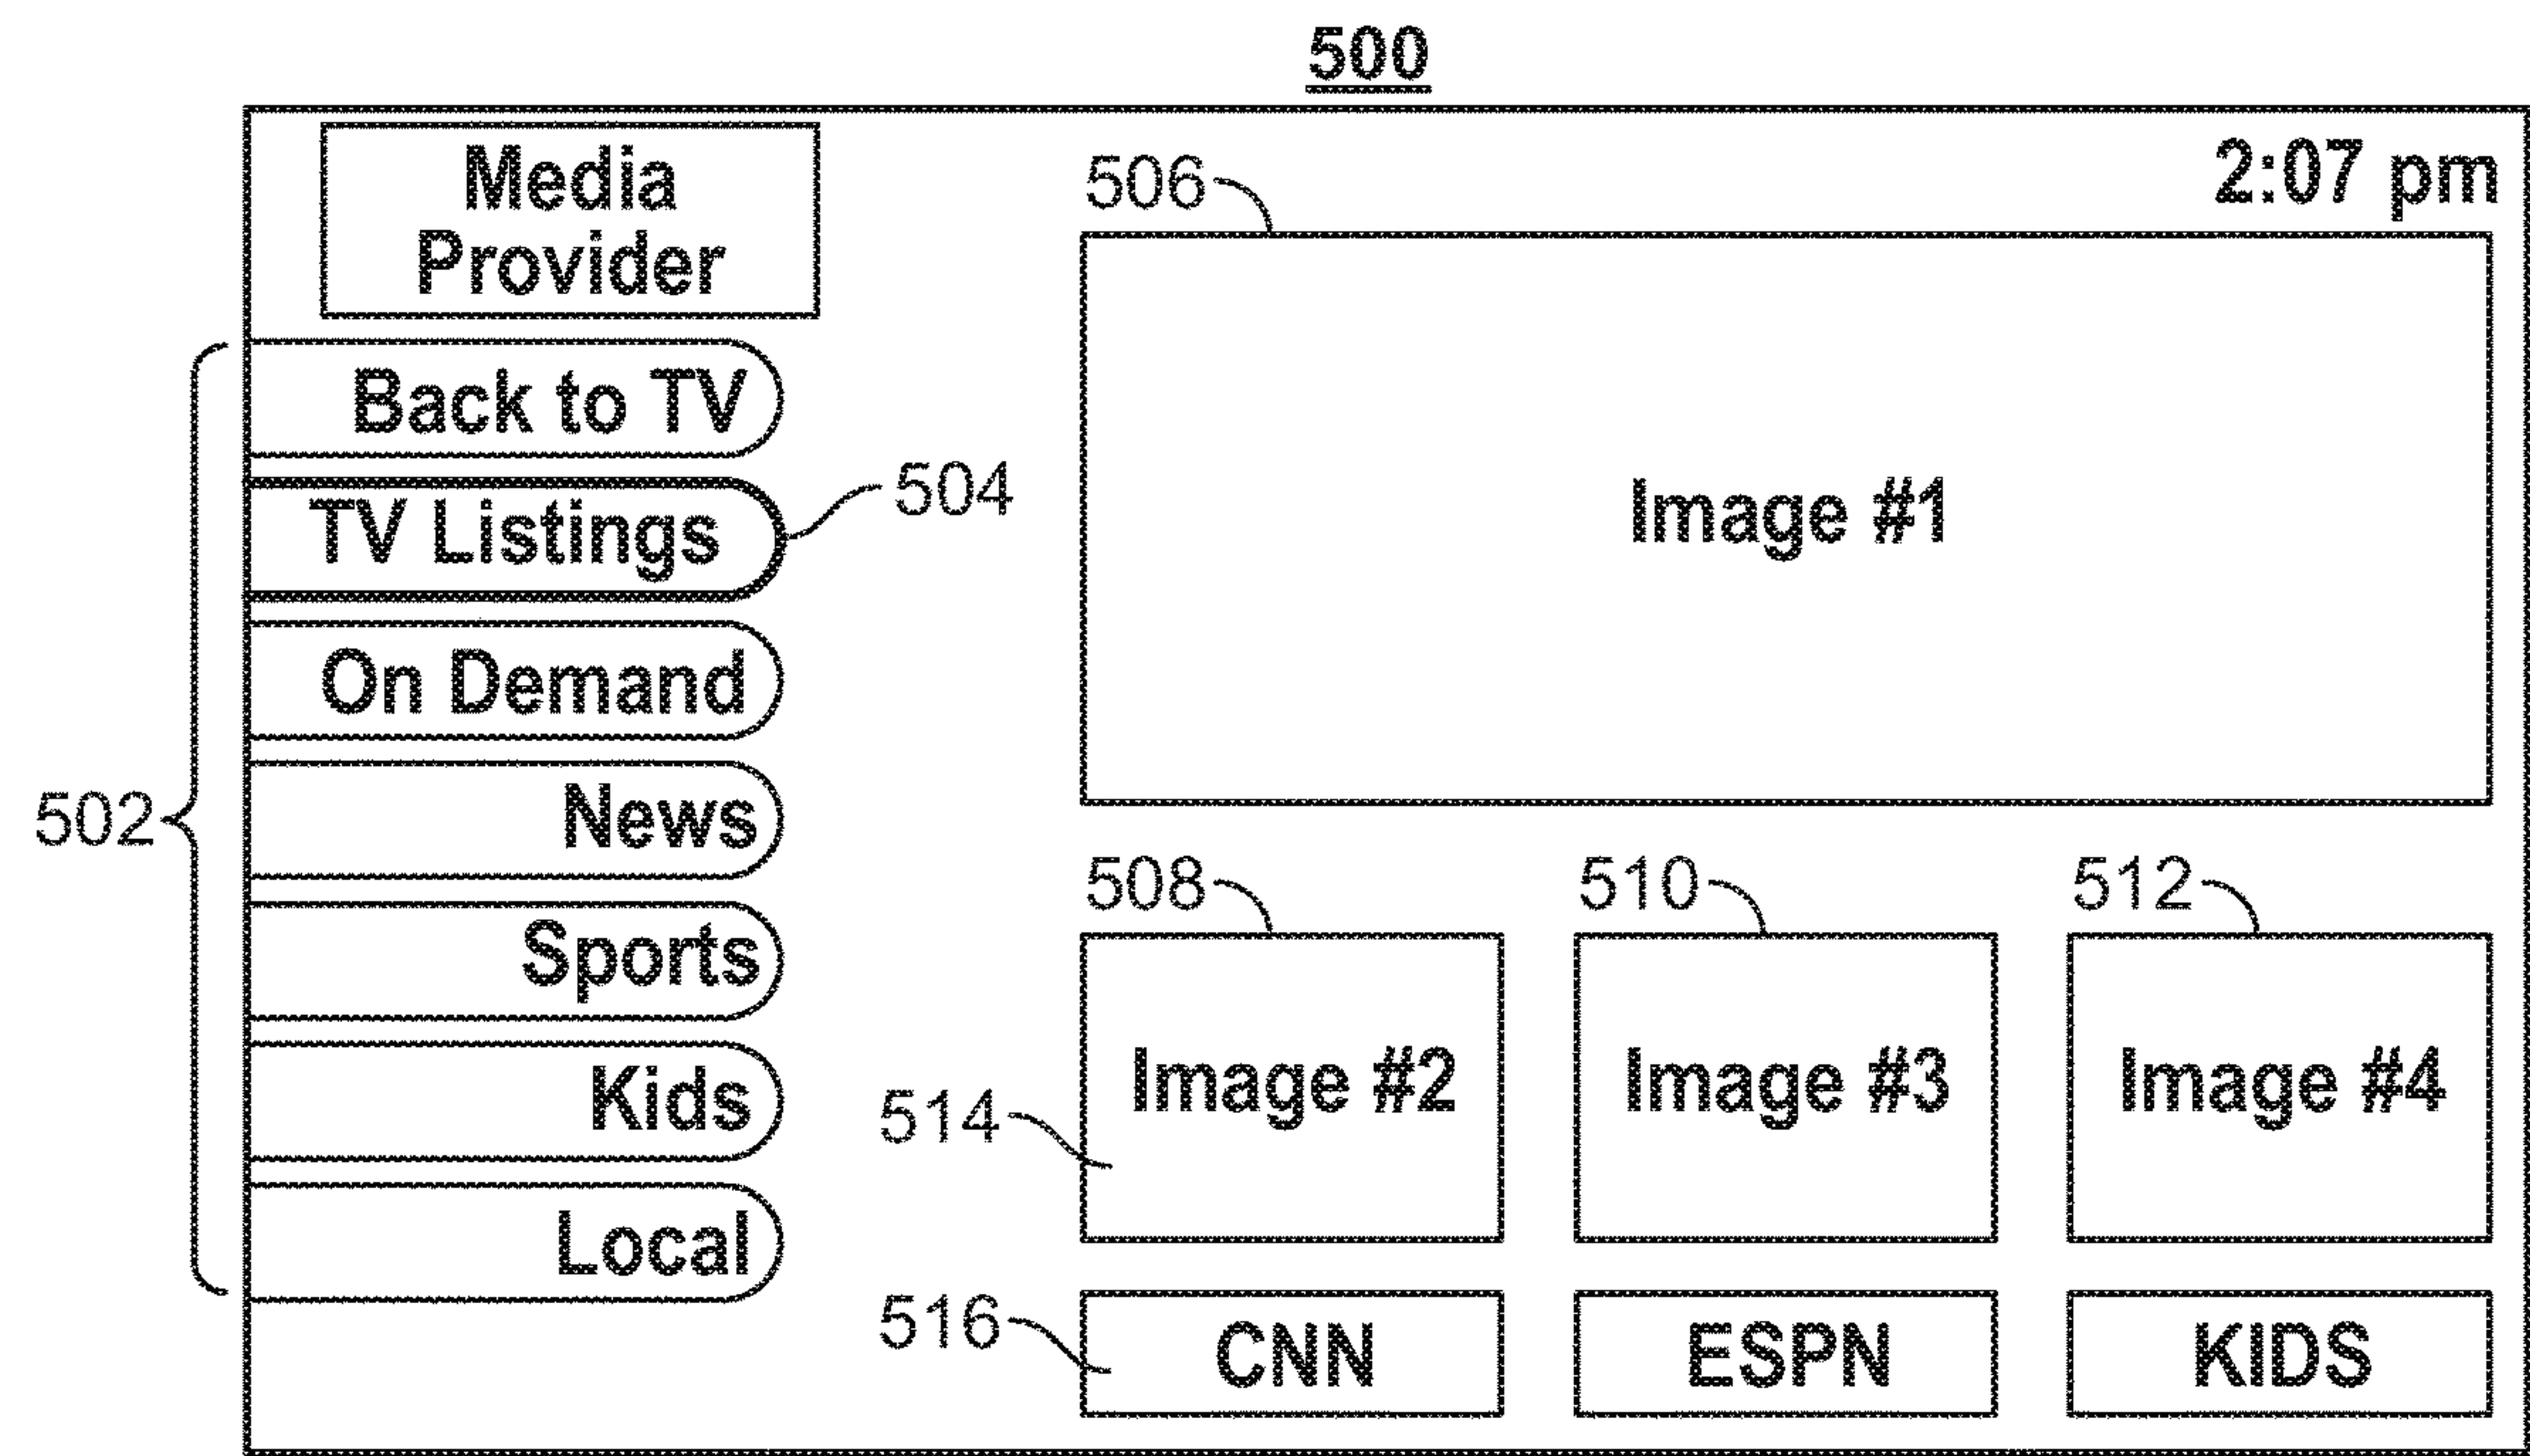 500
Media
Provider
2:07 pm
506
Back to TV
TV Listings
504
Image #1
On Demand
502
News
508
510
512
Sports
Image #2
Image #3
Image #4
Kids
514
Local
516
CNN
ESPN
KIDS